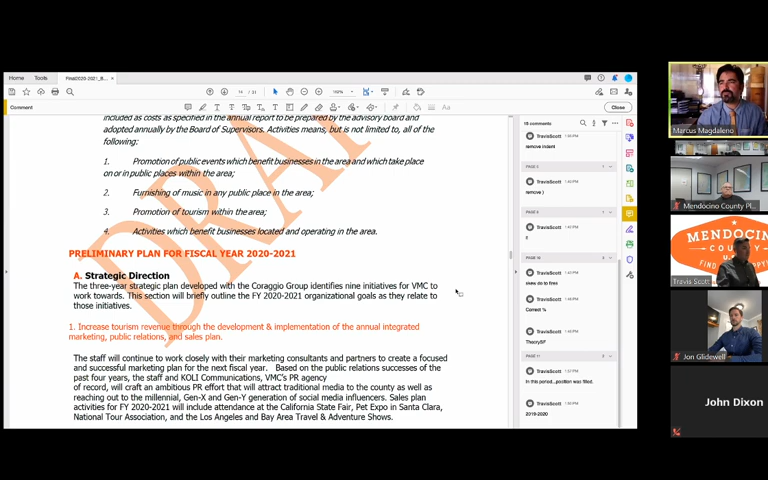 Home Tools Final2020-2021_B... ×
14 / 31
Comment
Close
included as costs as specified in the annual report to be prepared by the advisory board and
adopted annually by the Board of Supervisors. Activities means, but is not limited to, all of the
following:
1. Promotion of public events which benefit businesses in the area and which take place
on or in public places within the area;
2. Furnishing of music in any public place in the area;
3. Promotion of tourism within the area;
4. Activities which benefit businesses located and operating in the area.
PRELIMINARY PLAN FOR FISCAL YEAR 2020-2021
A. Strategic Direction
The three-year strategic plan developed with the Coraggio Group identifies nine initiatives for VMC to
work towards. This section will briefly outline the FY 2020-2021 organizational goals as they relate to
those initiatives.
1. Increase tourism revenue through the development & implementation of the annual integrated
marketing, public relations, and sales plan.
The staff will continue to work closely with their marketing consultants and partners to create a focused
and successful marketing plan for the next fiscal year. Based on the public relations successes of the
past four years, the staff and KOLI Communications, VMC's PR agency
of record, will craft an ambitious PR effort that will attract traditional media to the county as well as
reaching out to the millennial, Gen-X and Gen-Y generation of social media influencers. Sales plan
activities for FY 2020-2021 will include attendance at the California State Fair, Pet Expo in Santa Clara,
National Tour Association, and the Los Angeles and Bay Area Travel & Adventure Shows.
DRAF
TravisScott
remove indent
TravisScott
remove )
TravisScott
TravisScott
TravisScott
Correct %
TravisScott
TheorySF
TravisScott
In this period...position was filled.
TravisScott
2019-2020
Marcus Magdaleno
Mendocino County Pl...
MENDOCINO
COUNTY
Travis Scott
Jon Glidewell
John Dixon